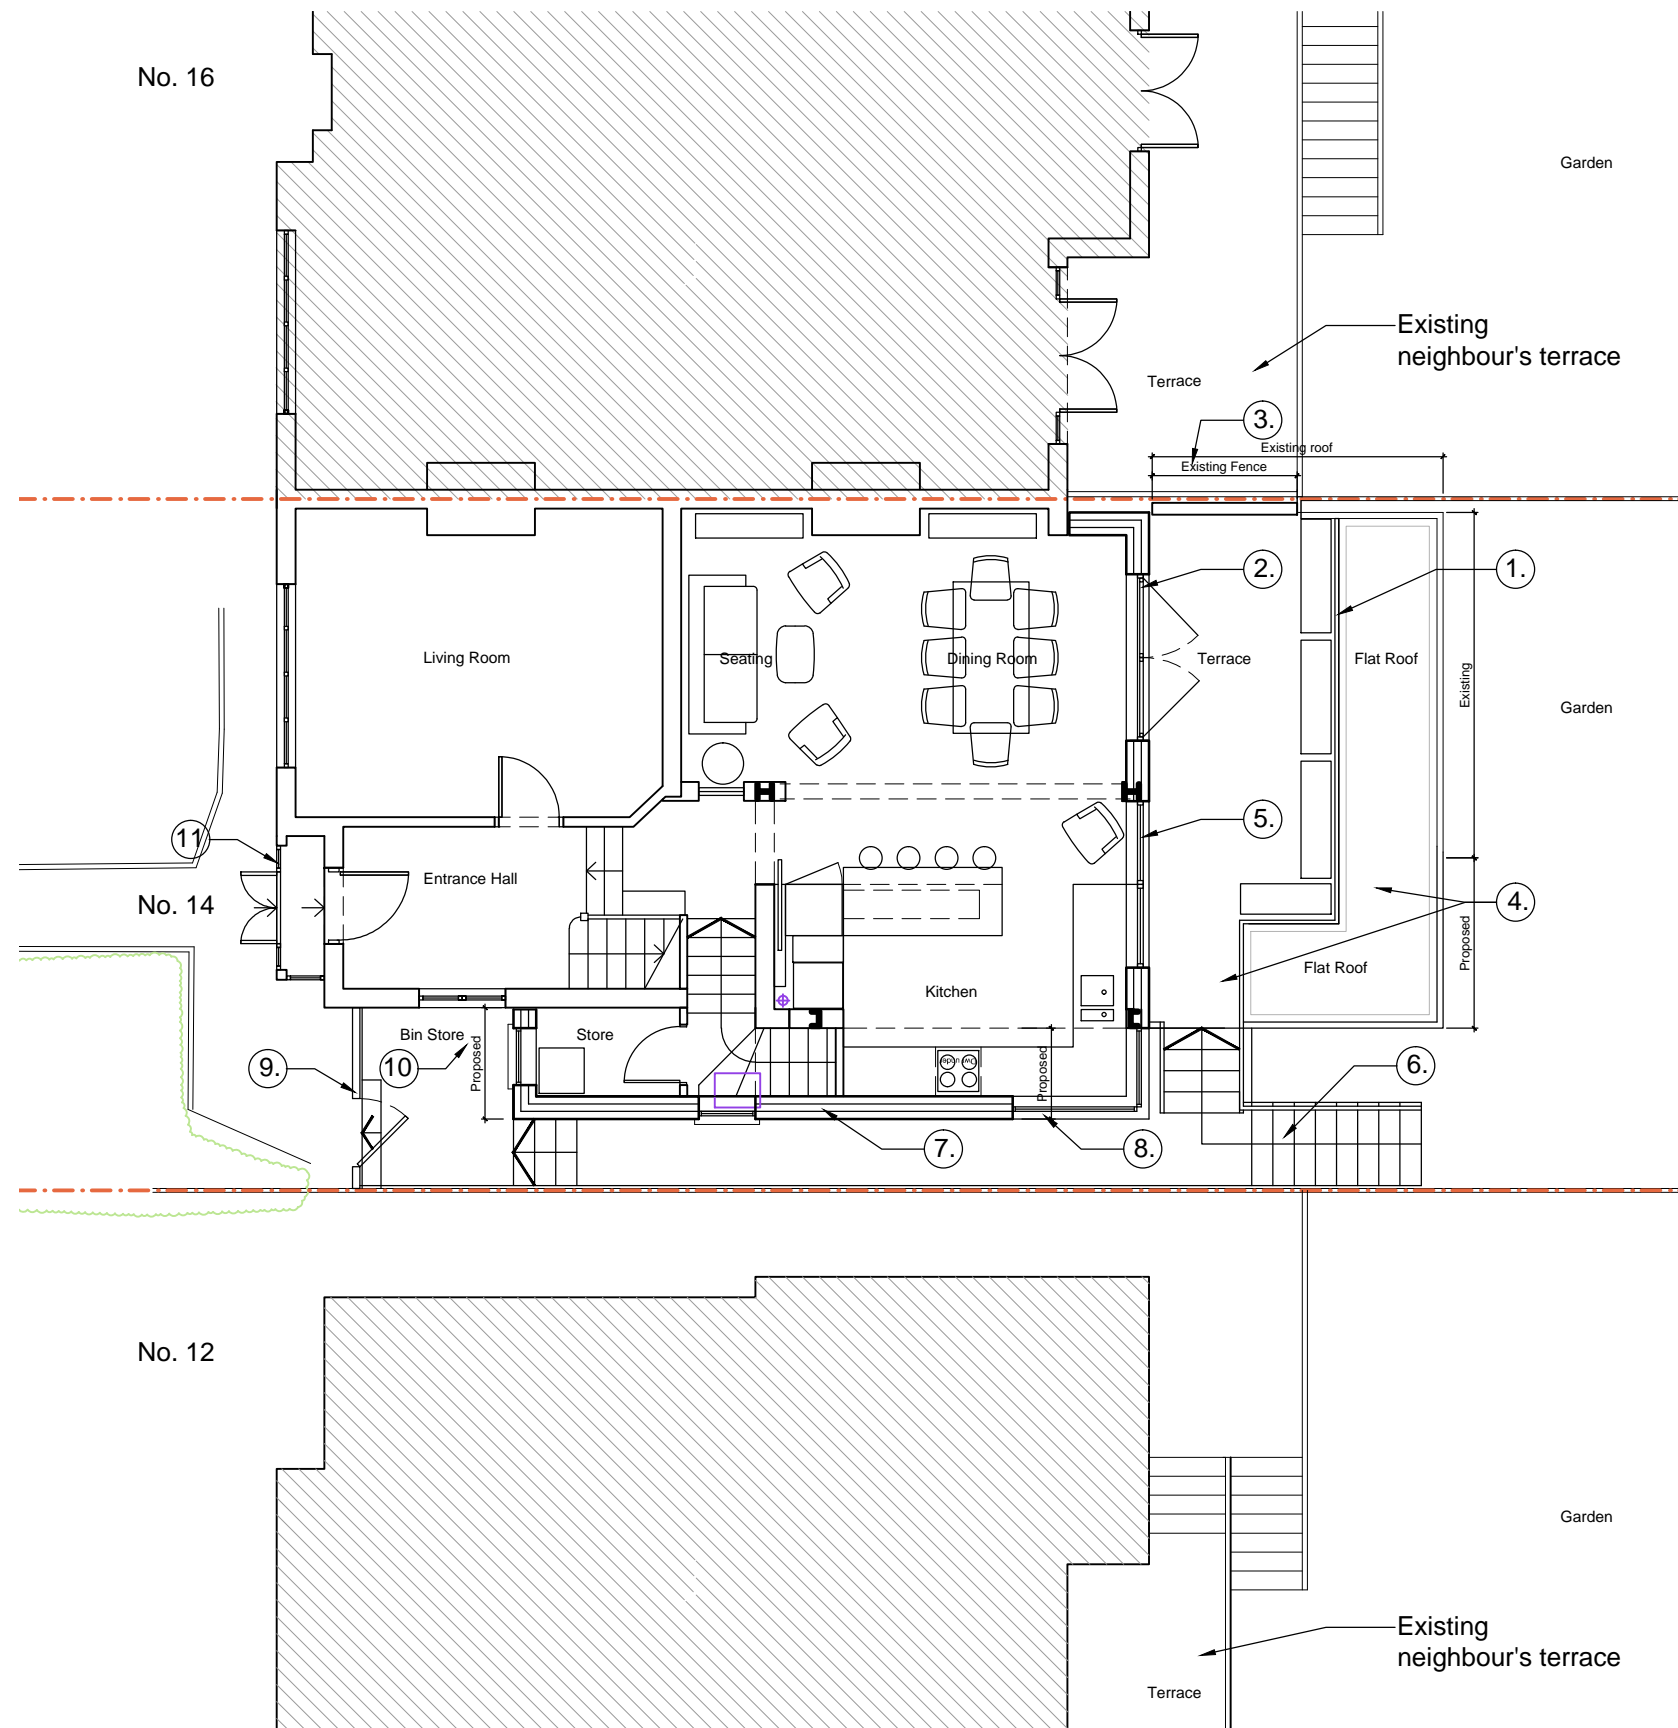 No. 16
Garden
Existing
neighbour's terrace
Terrace
3.
Existing roof
Existing Fence
2.
1.
Living Room
Seating
Dining Room
Terrace
Flat Roof
Existing
Garden
11
5.
Entrance Hall
No. 14
4.
Proposed
Flat Roof
Kitchen
Bin Store
Store
9.
10
Proposed
Dwr
under
Proposed
6.
7.
8.
No. 12
Garden
Existing
neighbour's terrace
Terrace